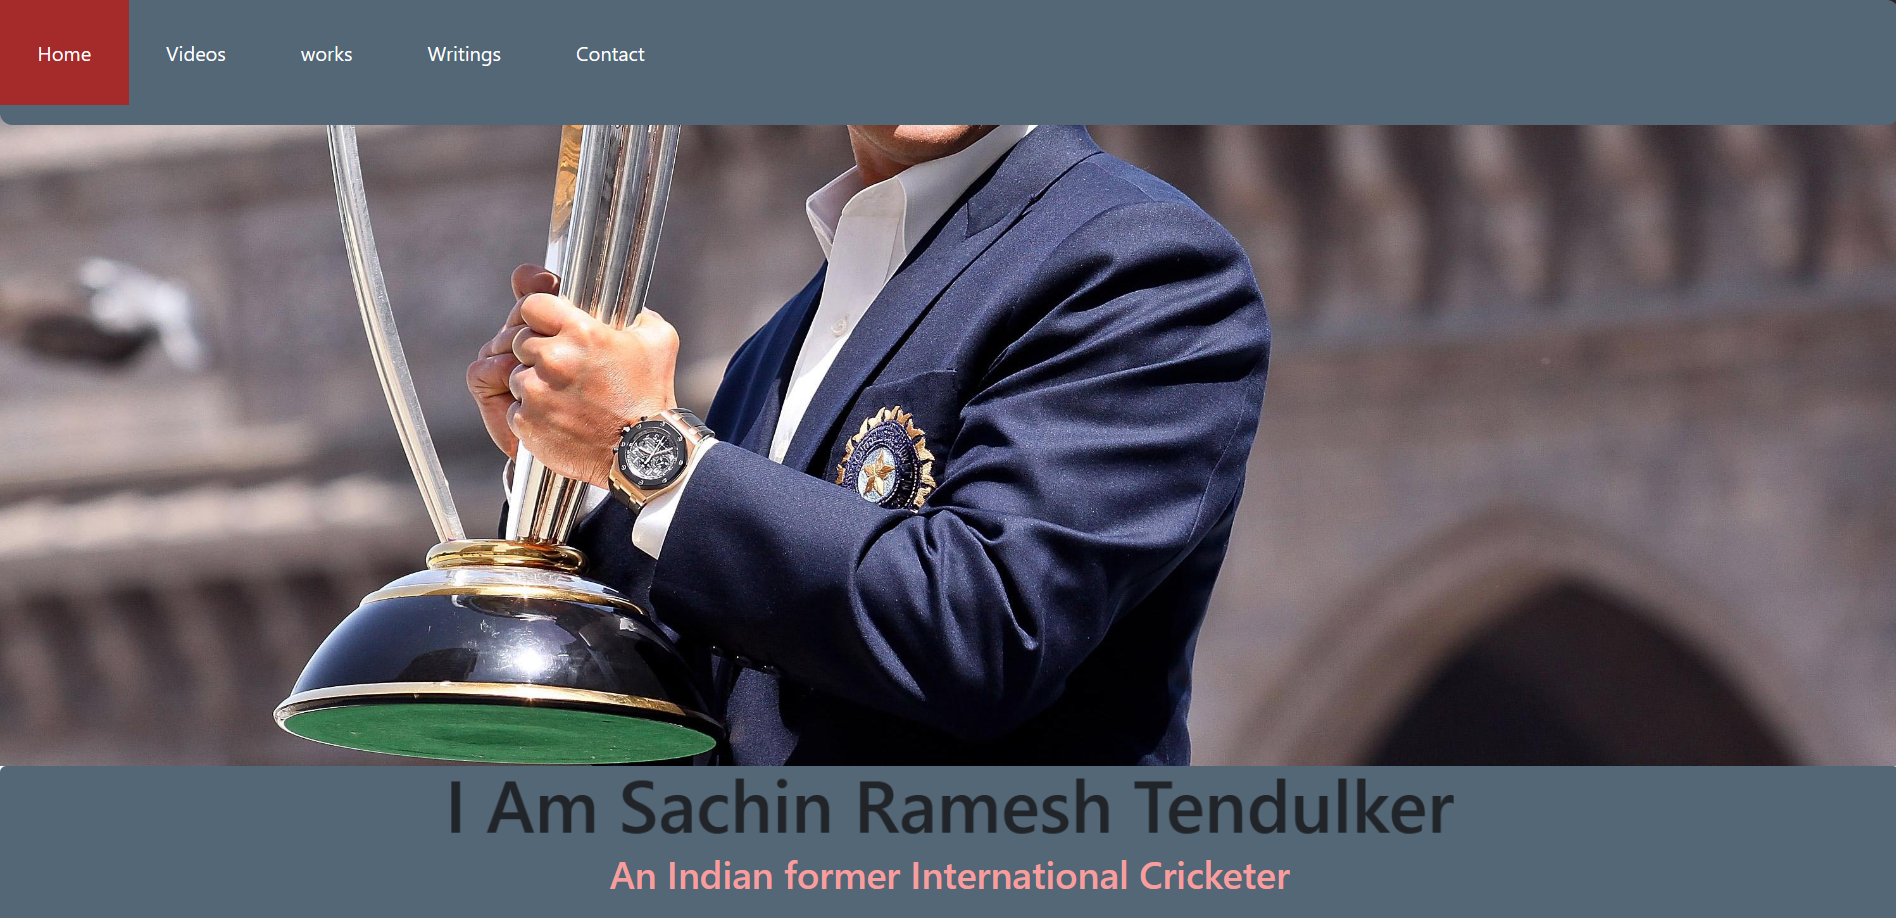 Home Videos works Writings Contact
I Am Sachin Ramesh Tendulker
An Indian former International Cricketer